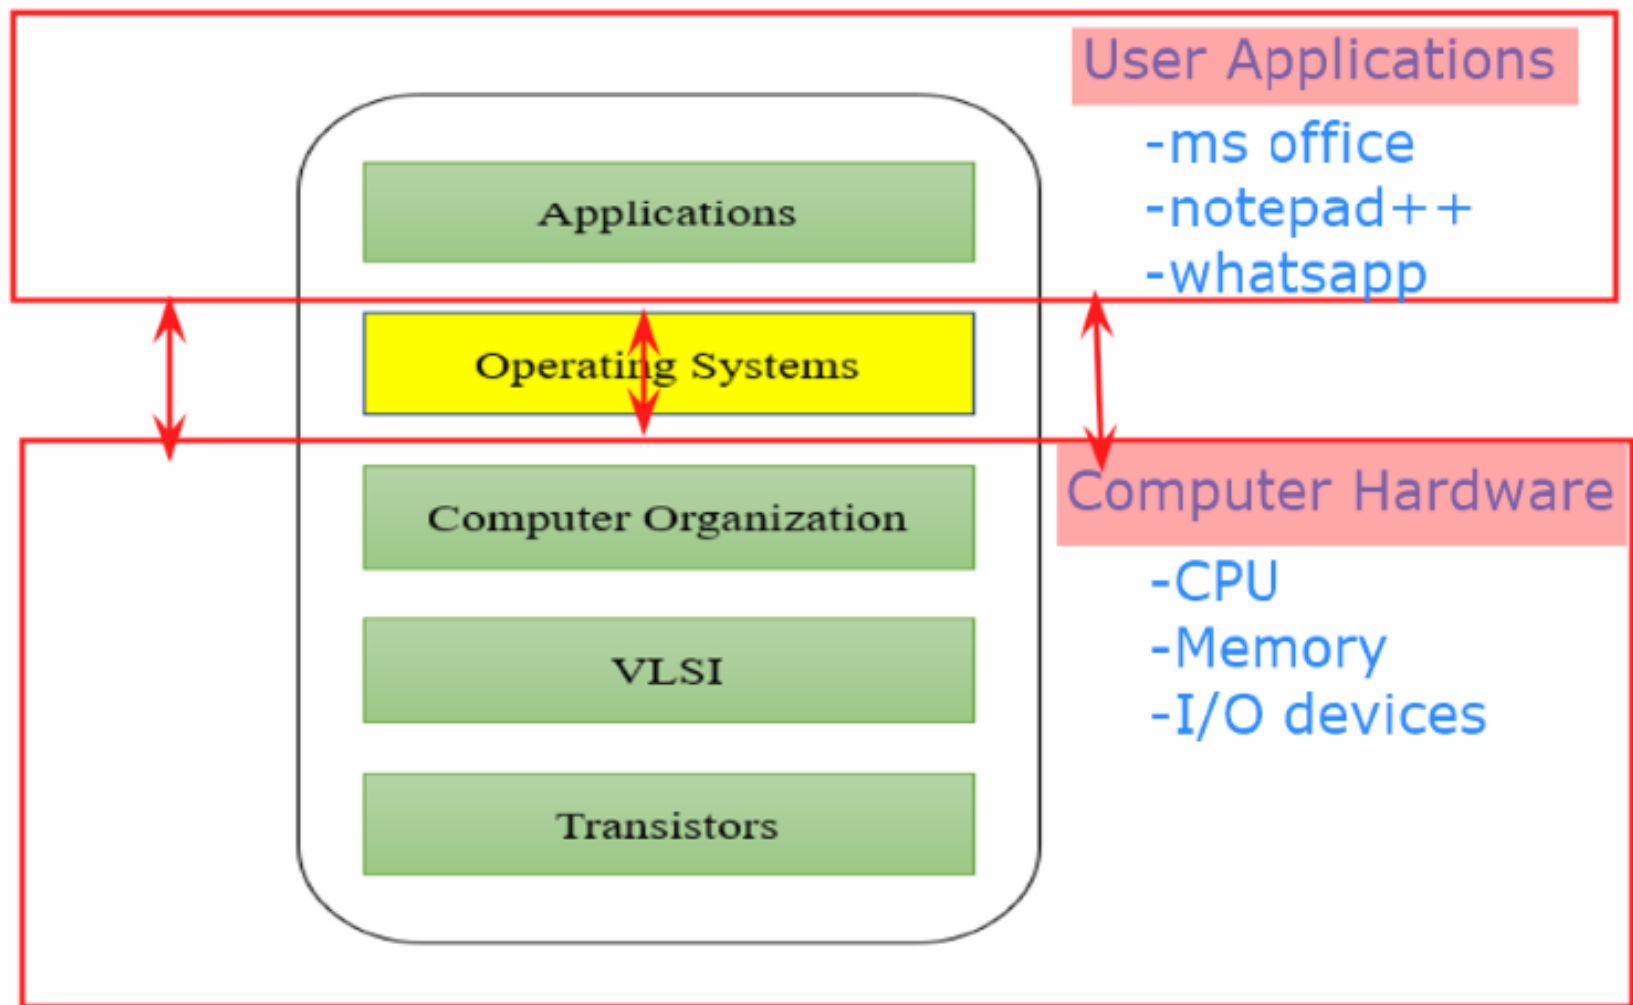 User Applications
-ms office
-notepad++
-whatsapp
Applications
Operating Systems
Computer Organization
VLSI
Transistors
Computer Hardware
-CPU
-Memory
-I/O devices